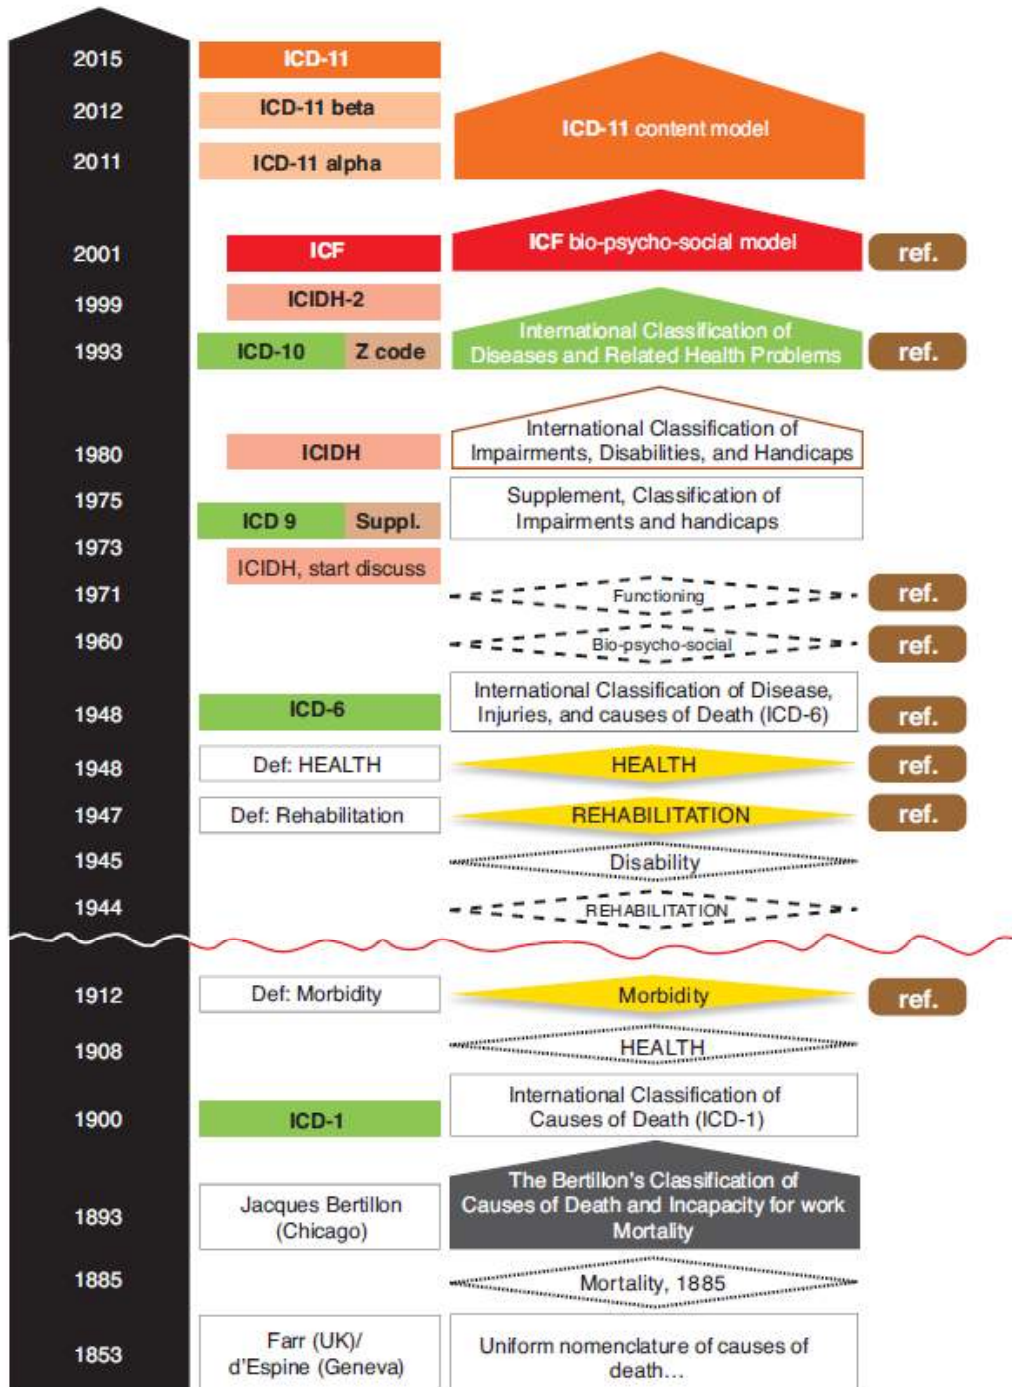 2015
ICD-11
2012
ICD-11 beta
ICD-11 content model
2011
ICD-11 alpha
2001
ICF
ICF bio-psycho-social model
ref.
1999
ICIDH-2
1993
ICD-10
Z code
International Classification of
Diseases and Related Health Problems
ref.
1980
ICIDH
International Classification of
Impairments, Disabilities, and Handicaps
1975
ICD 9
Suppl.
Supplement, Classification of
Impairments and handicaps
1973
ICIDH, start discuss
1971
Functioning
ref.
1960
Bio-psycho-social
ref.
1948
ICD-6
International Classification of Disease,
Injuries, and causes of Death (ICD-6)
ref.
1948
Def: HEALTH
HEALTH
ref.
1947
Def: Rehabilitation
REHABILITATION
ref.
1945
Disability
1944
REHABILITATION
1912
Def: Morbidity
Morbidity
ref.
1908
HEALTH
1900
ICD-1
International Classification of
Causes of Death (ICD-1)
1893
Jacques Bertillon
(Chicago)
The Bertillon's Classification of
Causes of Death and Incapacity for work
Mortality
1885
Mortality, 1885
1853
Farr (UK)/
d'Espine (Geneva)
Uniform nomenclature of causes of
death...